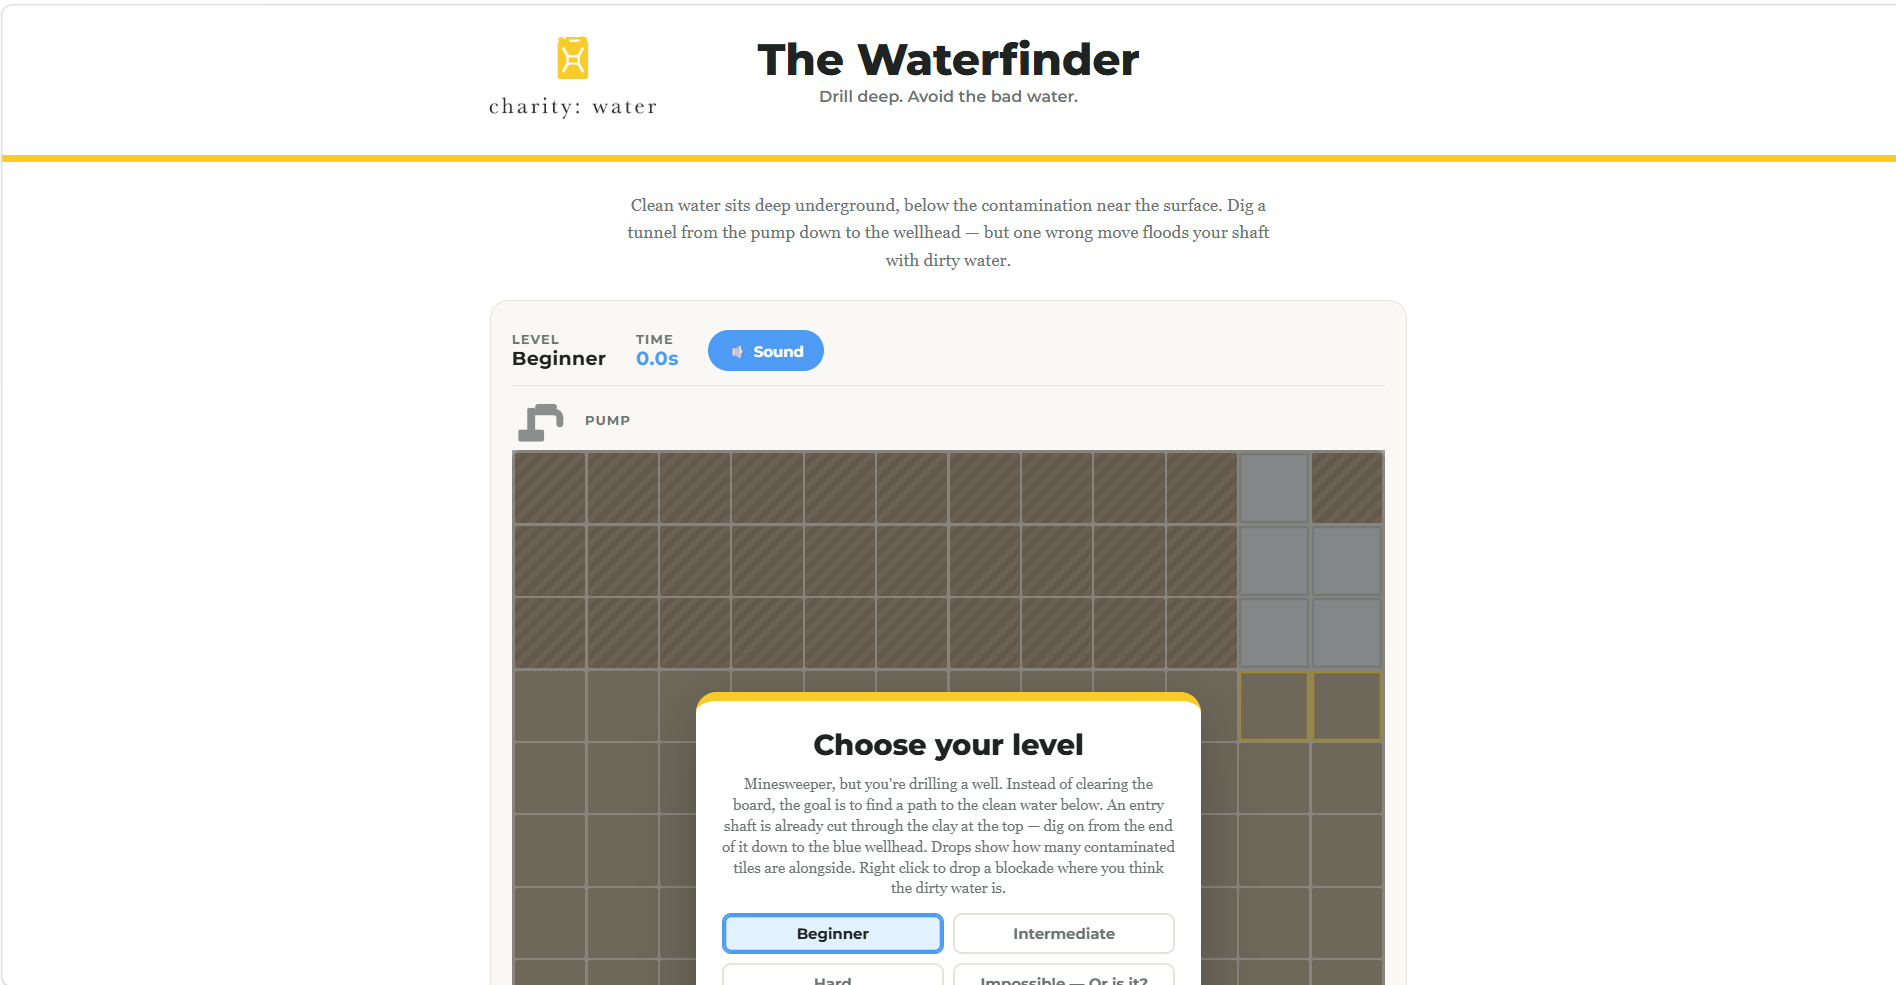 charity: water
The Waterfinder
Drill deep. Avoid the bad water.
Clean water sits deep underground, below the contamination near the surface. Dig a
tunnel from the pump down to the wellhead — but one wrong move floods your shaft
with dirty water.
LEVEL
Beginner
TIME
0.0s
Sound
PUMP
Choose your level
Minesweeper, but you're drilling a well. Instead of clearing the
board, the goal is to find a path to the clean water below. An entry
shaft is already cut through the clay at the top — dig on from the end
of it down to the blue wellhead. Drops show how many contaminated
tiles are alongside. Right click to drop a blockade where you think
the dirty water is.
Beginner
Intermediate
Hard
Impossible — Or is it?